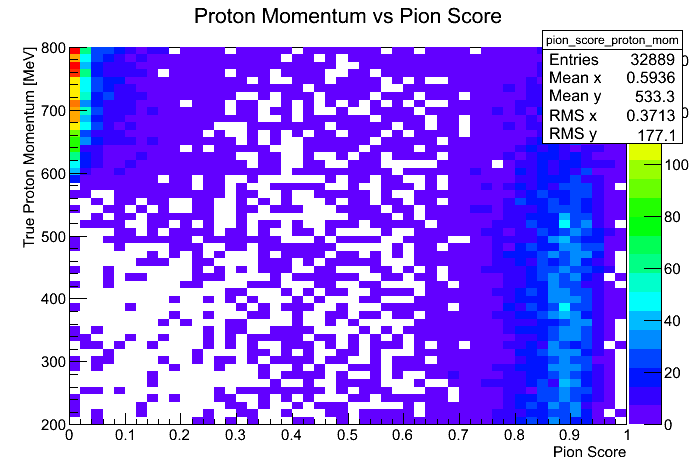 Proton Momentum vs Pion Score
pion_score_proton_mom
Entries 32889
Mean x 0.5936
Mean y 533.3
RMS x 0.3713
RMS y 177.1
True Proton Momentum [MeV]
800
700
600
500
400
300
200
0 0.1 0.2 0.3 0.4 0.5 0.6 0.7 0.8 0.9 1
Pion Score
100
80
60
40
20
0